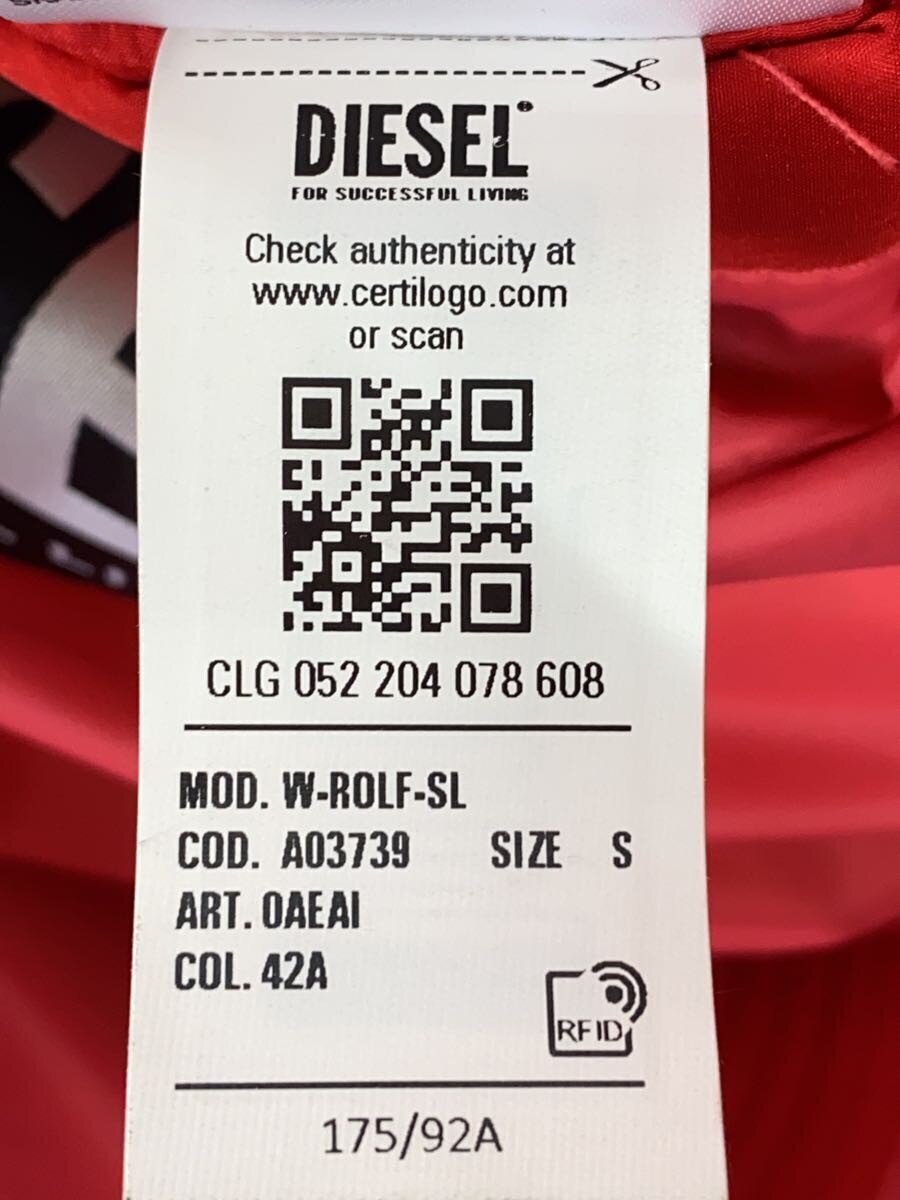 DIESEL
FOR SUCCESSFUL LIVING
Check authenticity at
www.certilogo.com
or scan
CLG 052 204 078 608
MOD. W-ROLF-SL
COD. A03739 SIZE S
ART. 0AEAI
COL. 42A
RFID
175/92A